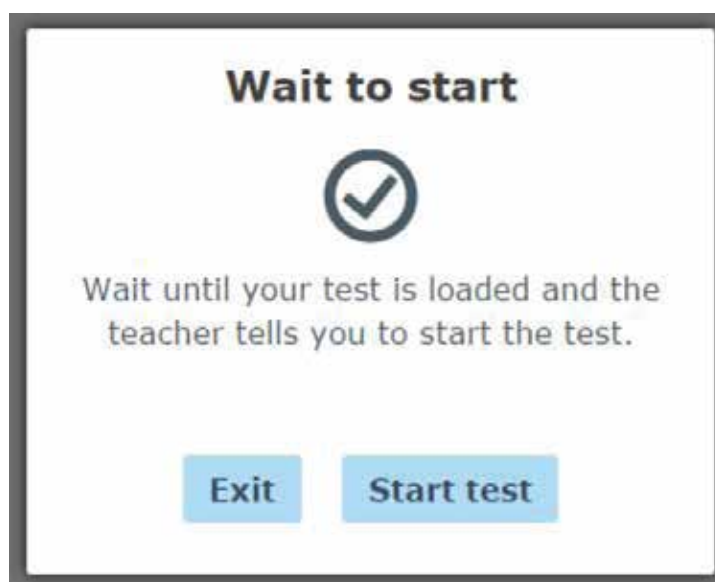 Wait to start
Wait until your test is loaded and the
teacher tells you to start the test.
Exit
Start test